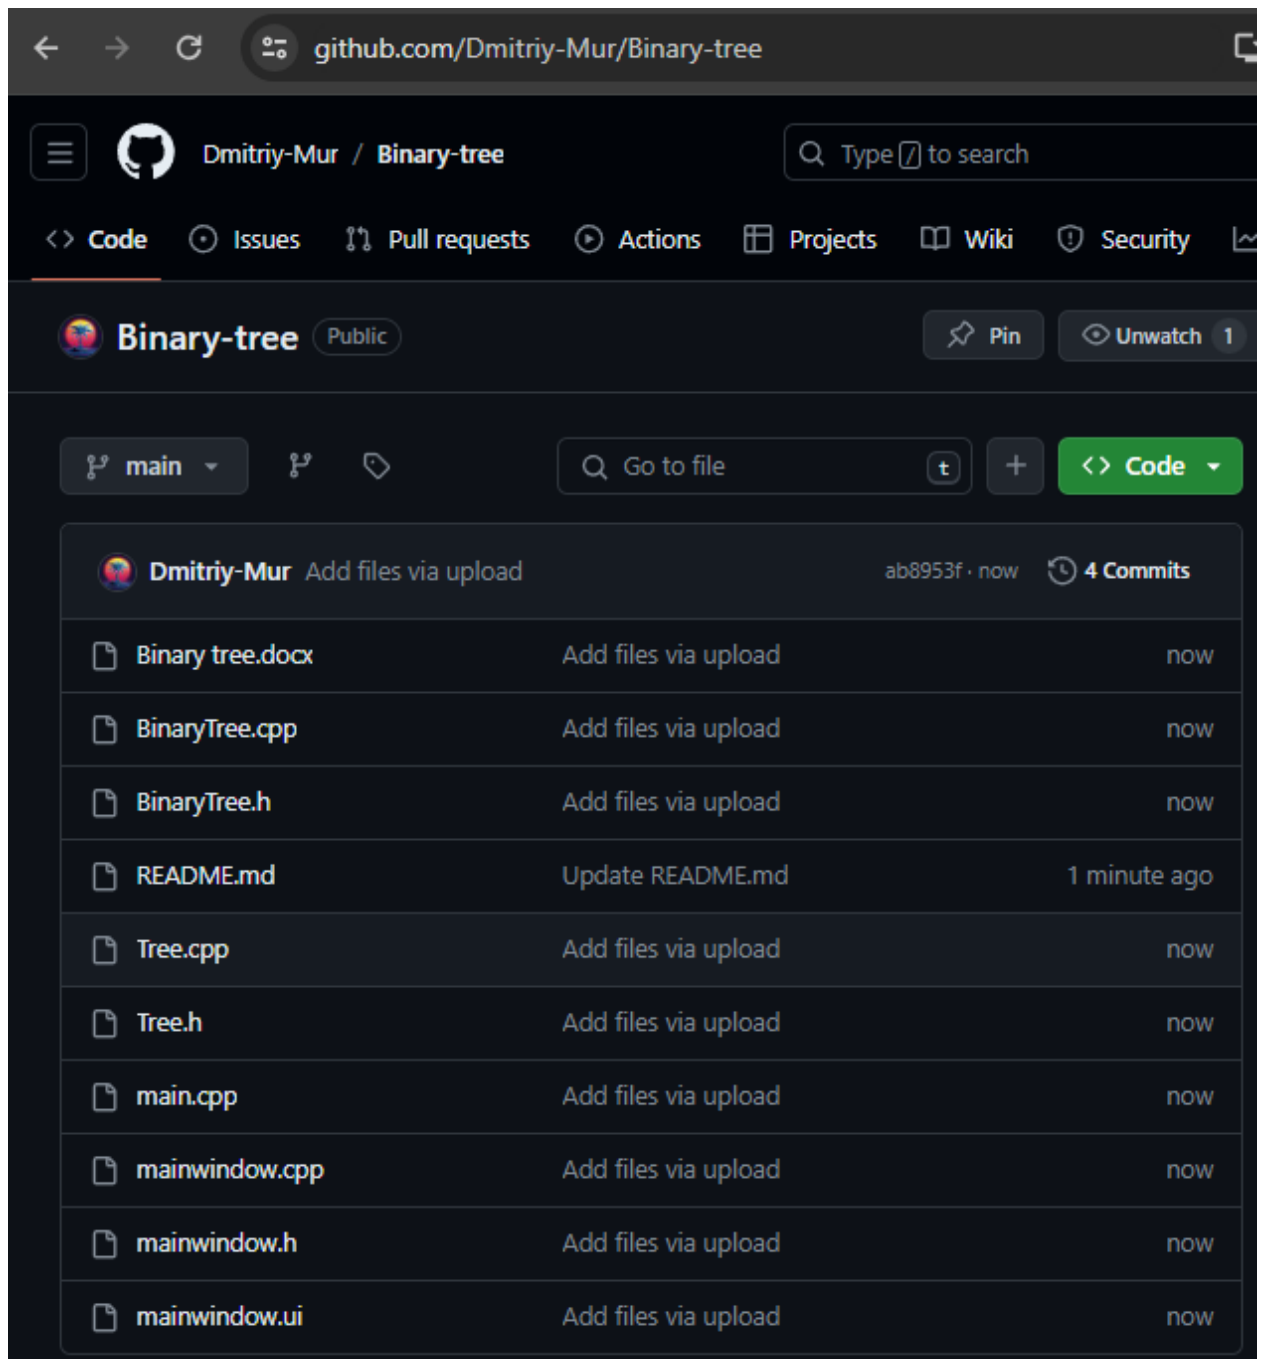 github.com/Dmitriy-Mur/Binary-tree
Dmitriy-Mur / Binary-tree
Type / to search
Code Issues Pull requests Actions Projects Wiki Security
Binary-tree Public Pin Unwatch 1
main Go to file t + Code
Dmitriy-Mur Add files via upload ab8953f · now 4 Commits
Binary tree.docx Add files via upload now
BinaryTree.cpp Add files via upload now
BinaryTree.h Add files via upload now
README.md Update README.md 1 minute ago
Tree.cpp Add files via upload now
Tree.h Add files via upload now
main.cpp Add files via upload now
mainwindow.cpp Add files via upload now
mainwindow.h Add files via upload now
mainwindow.ui Add files via upload now